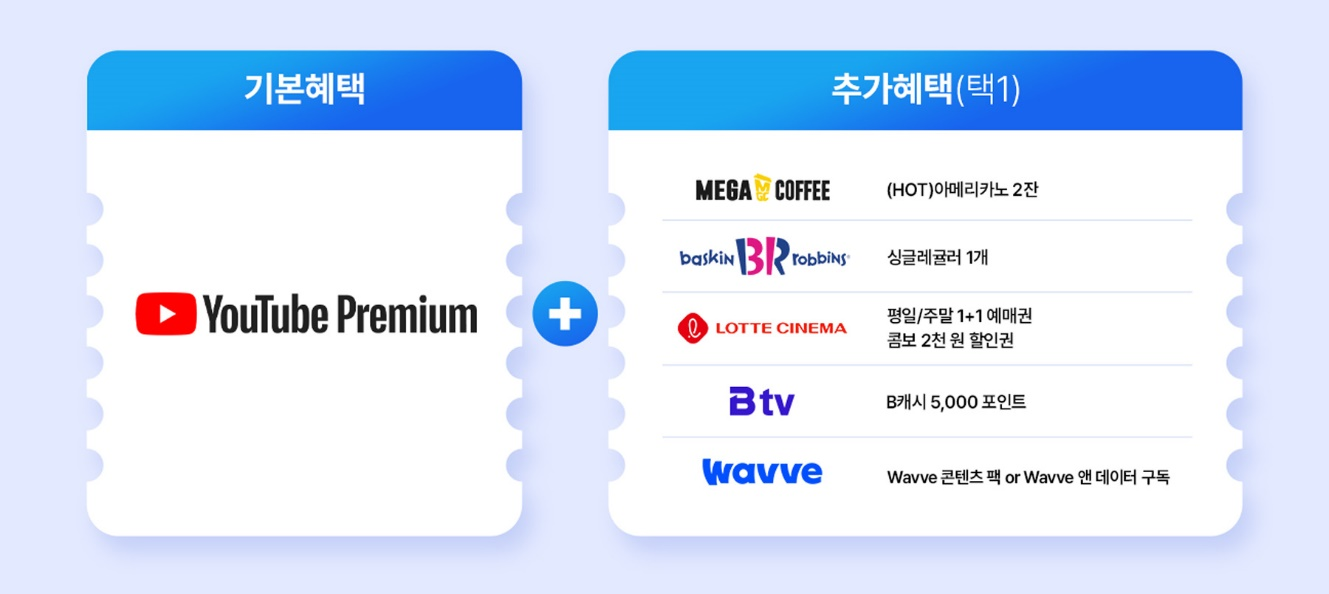 기본혜택
YouTube Premium
추가혜택(택1)
MEGA MGC COFFEE
(HOT)아메리카노 2잔
baskin BR robbins
싱글레귤러 1개
LOTTE CINEMA
평일/주말 1+1 예매권
콤보 2천 원 할인권
B tv
B캐시 5,000 포인트
wavve
Wavve 콘텐츠 팩 or Wavve 앤 데이터 구독